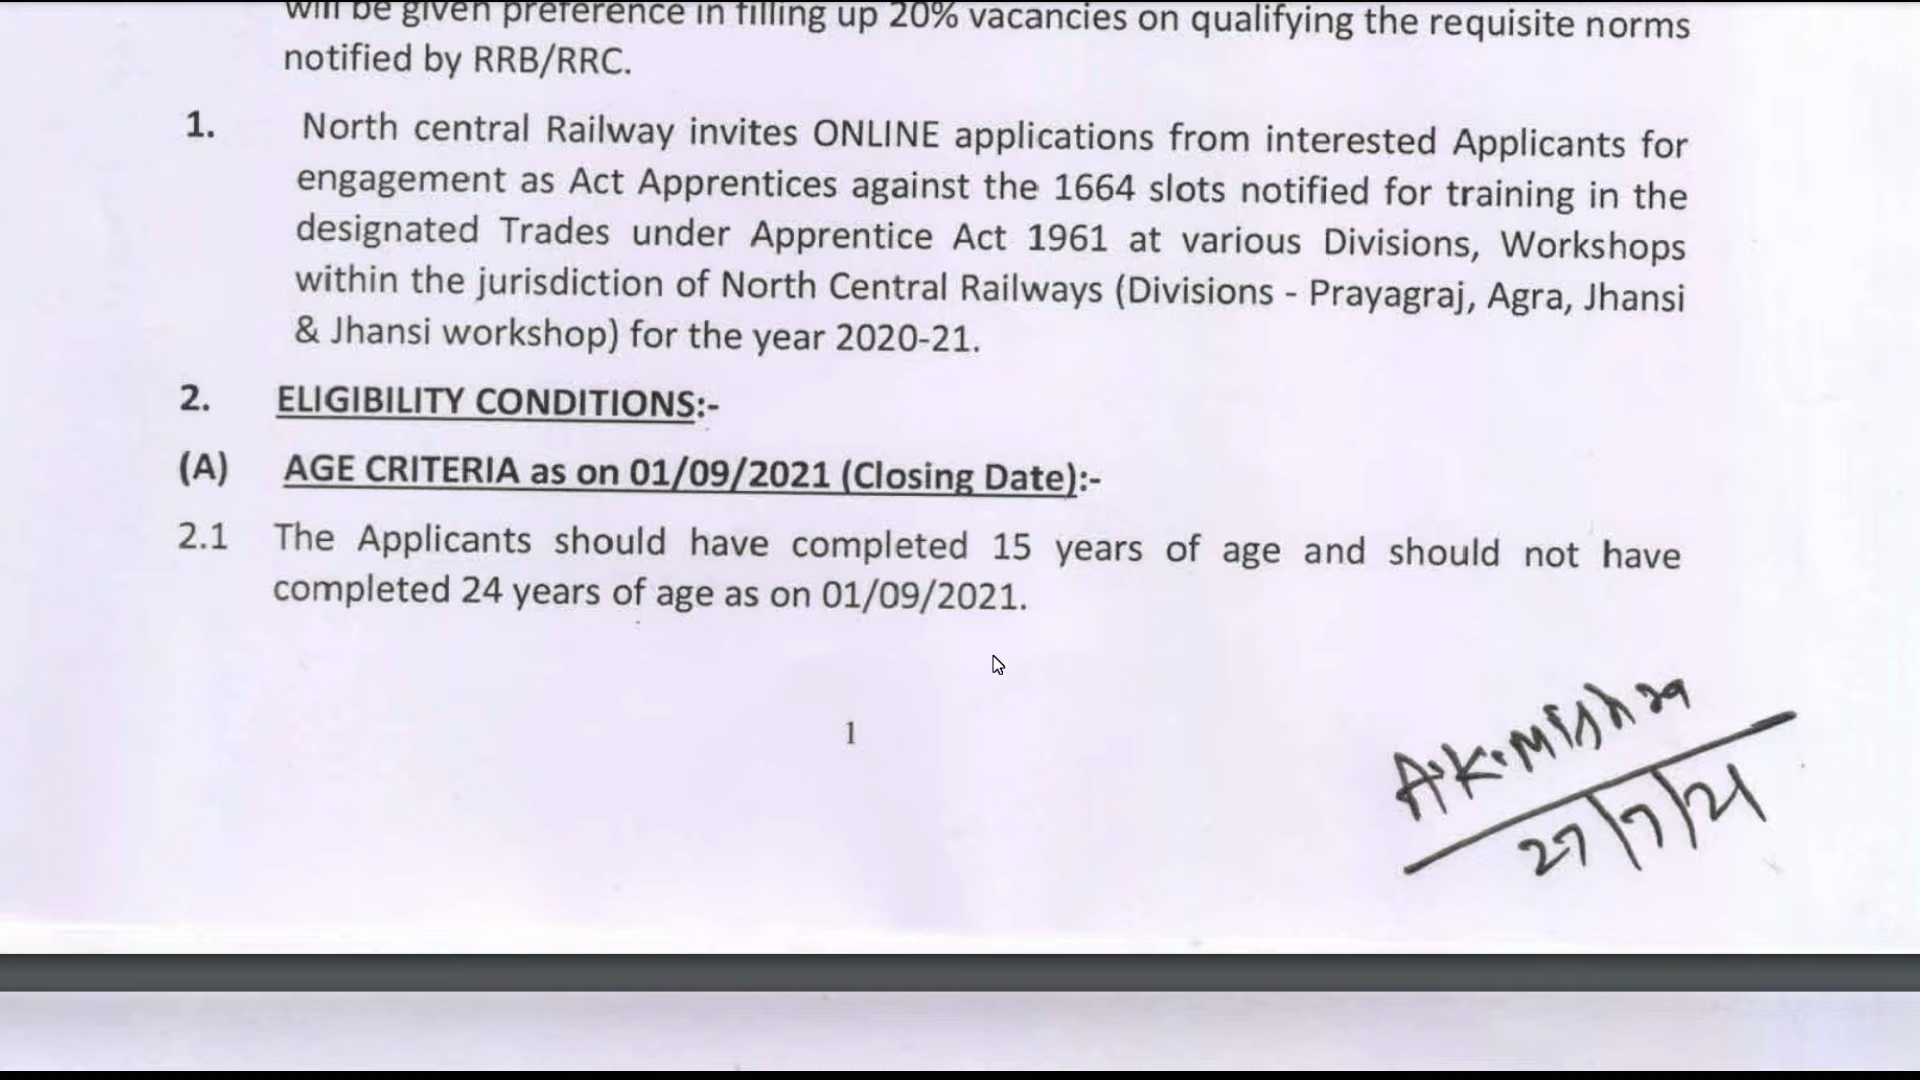 will be given preference in filling up 20% vacancies on qualifying the requisite norms
notified by RRB/RRC.
1. North central Railway invites ONLINE applications from interested Applicants for
engagement as Act Apprentices against the 1664 slots notified for training in the
designated Trades under Apprentice Act 1961 at various Divisions, Workshops
within the jurisdiction of North Central Railways (Divisions - Prayagraj, Agra, Jhansi
& Jhansi workshop) for the year 2020-21.
2. ELIGIBILITY CONDITIONS:-
(A) AGE CRITERIA as on 01/09/2021 (Closing Date):-
2.1 The Applicants should have completed 15 years of age and should not have
completed 24 years of age as on 01/09/2021.
1
A.K.Mishra
27/7/21